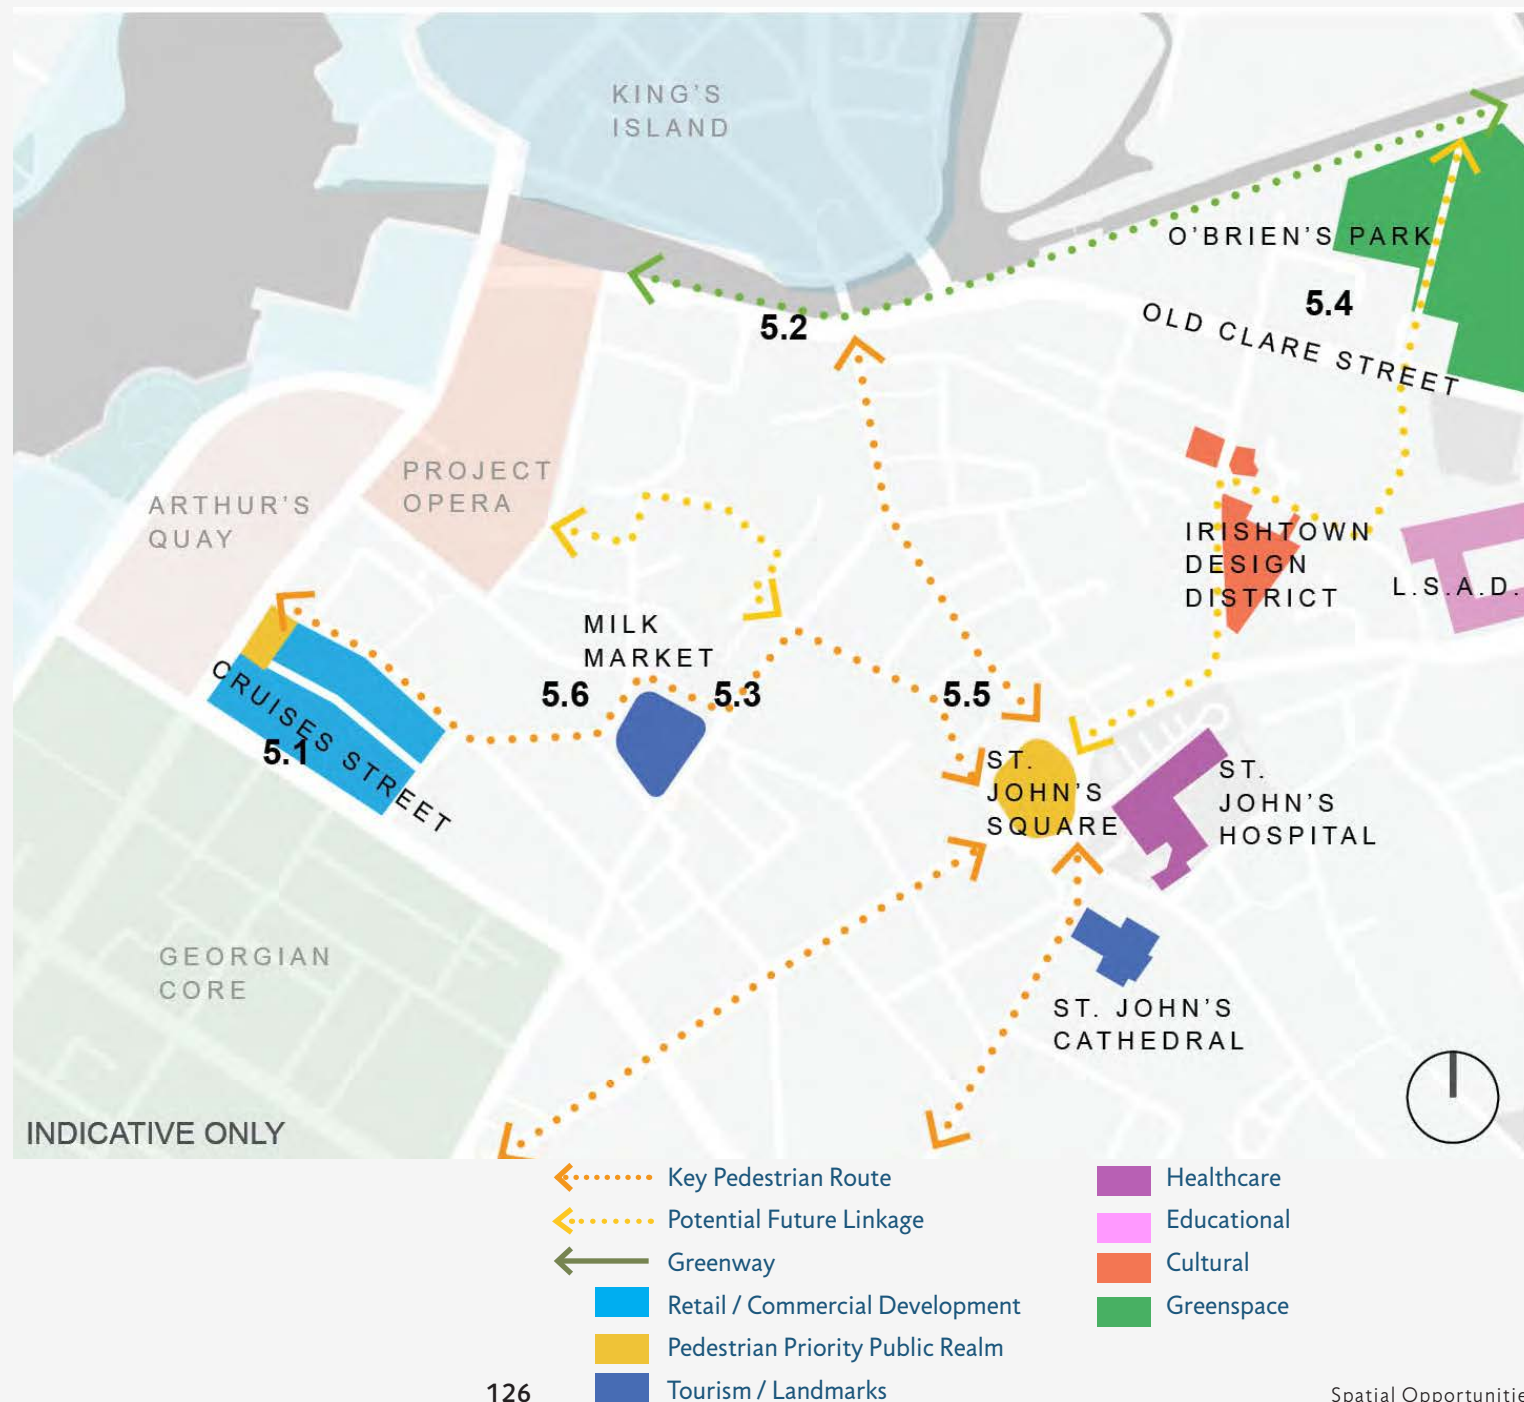 KING'S
ISLAND
O'BRIEN'S PARK
5.4
OLD CLARE STREET
5.2
PROJECT
OPERA
ARTHUR'S
QUAY
IRISHTOWN
DESIGN
DISTRICT
L.S.A.D.
MILK
MARKET
5.6
5.3
5.5
CRUISES STREET
5.1
ST.
JOHN'S
SQUARE
ST.
JOHN'S
HOSPITAL
GEORGIAN
CORE
ST. JOHN'S
CATHEDRAL
INDICATIVE ONLY
Key Pedestrian Route
Potential Future Linkage
Greenway
Retail / Commercial Development
Pedestrian Priority Public Realm
Tourism / Landmarks
Healthcare
Educational
Cultural
Greenspace
126
Spatial Opportunitie